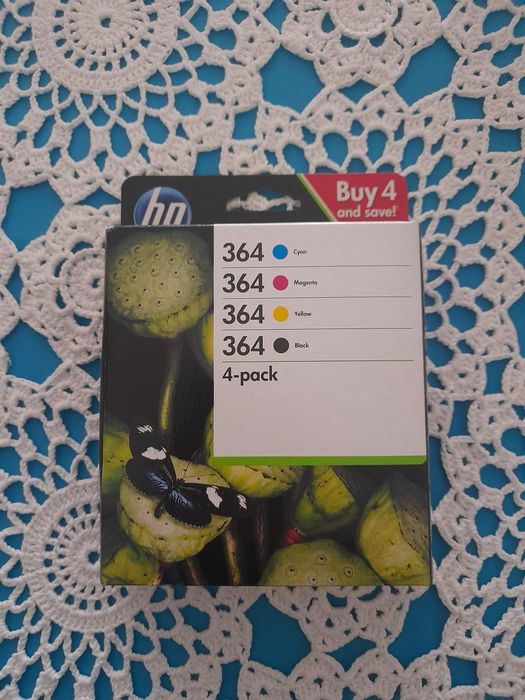 hp
Buy 4
and save!
364 Cyan
364 Magenta
364 Yellow
364 Black
4-pack